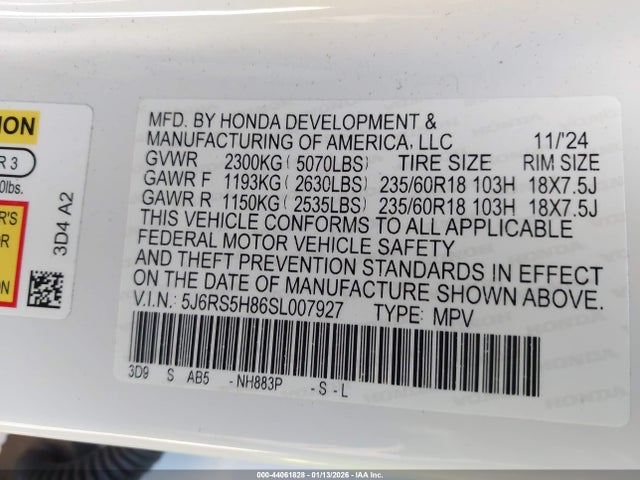 ION
R 3
0lbs.
R'S
OR
ION
3D4 A2
MFD. BY HONDA DEVELOPMENT &
MANUFACTURING OF AMERICA, LLC 11/'24
GVWR 2300KG ( 5070LBS) TIRE SIZE RIM SIZE
GAWR F 1193KG ( 2630LBS) 235/60R18 103H 18X7.5J
GAWR R 1150KG ( 2535LBS) 235/60R18 103H 18X7.5J
THIS VEHICLE CONFORMS TO ALL APPLICABLE
FEDERAL MOTOR VEHICLE SAFETY
AND THEFT PREVENTION STANDARDS IN EFFECT
ON THE DATE OF MANUFACTURE SHOWN ABOVE.
V.I.N.: 5J6RS5H86SL007927 TYPE: MPV
3D9 S AB5 -NH883P -S-L
000-44061828 - 01/13/2026 - IAA Inc.